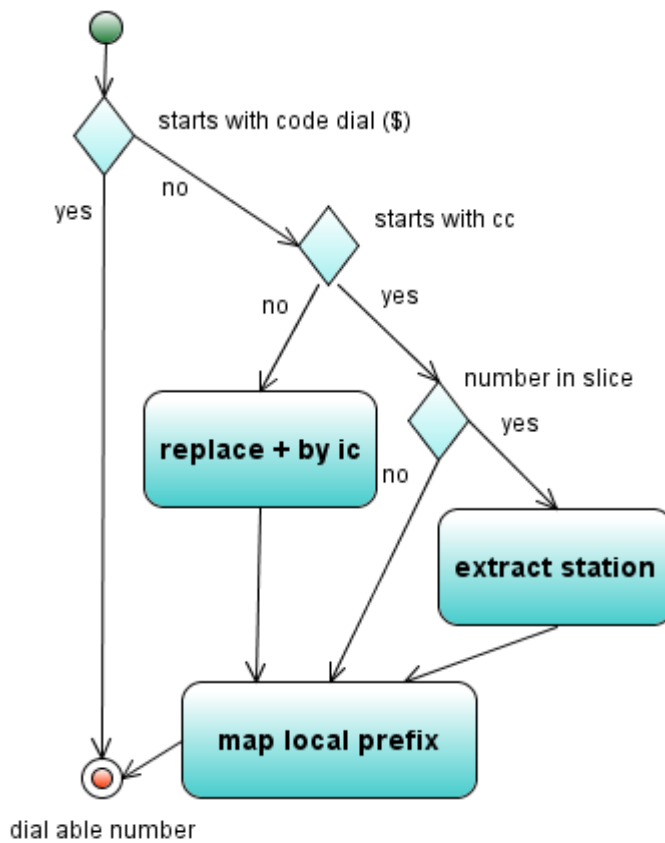 starts with code dial ($)
yes
no
starts with cc
no
yes
number in slice
replace + by ic
yes
no
extract station
map local prefix
dial able number